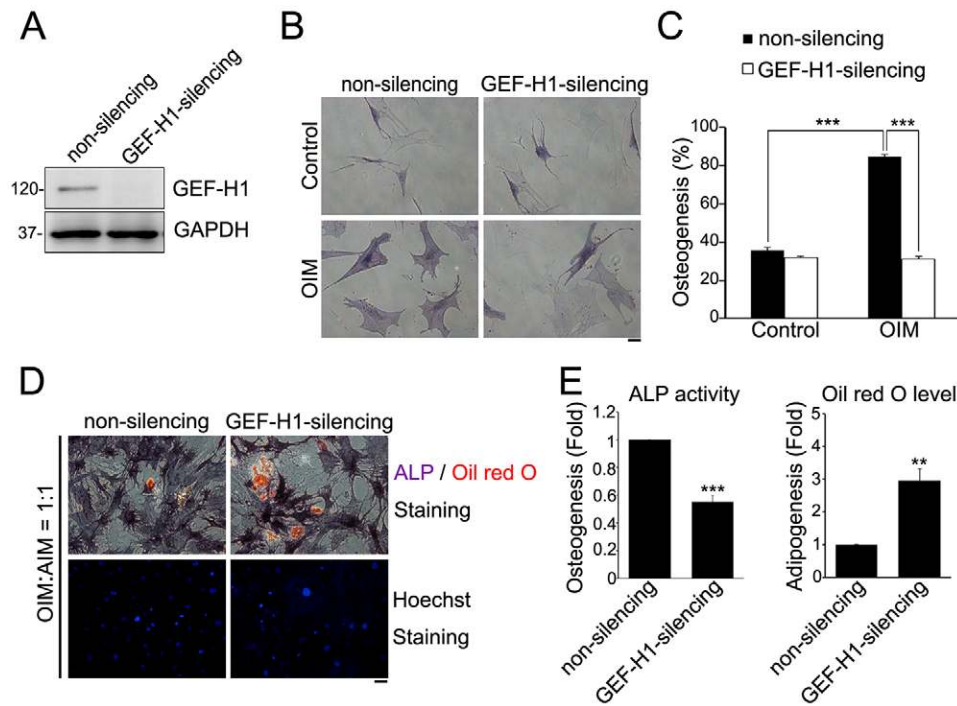 A
non-silencing
GEF-H1-silencing
120-
GEF-H1
37-
GAPDH
B
non-silencing
GEF-H1-silencing
Control
OIM
C
non-silencing
GEF-H1-silencing
Osteogenesis (%)
100
80
60
40
20
0
***
***
Control
OIM
D
non-silencing
GEF-H1-silencing
OIM:AIM = 1:1
ALP / Oil red O
Staining
Hoechst
Staining
E
ALP activity
Osteogenesis (Fold)
1.2
1
0.8
0.6
0.4
0.2
0
***
non-silencing
GEF-H1-silencing
Oil red O level
Adipogenesis (Fold)
5
4
3
2
1
0
**
non-silencing
GEF-H1-silencing